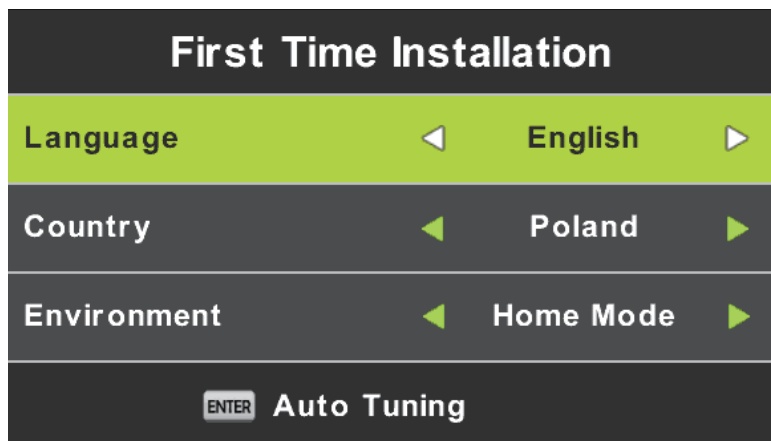 First Time Installation
Language English
Country Poland
Environment Home Mode
ENTER Auto Tuning